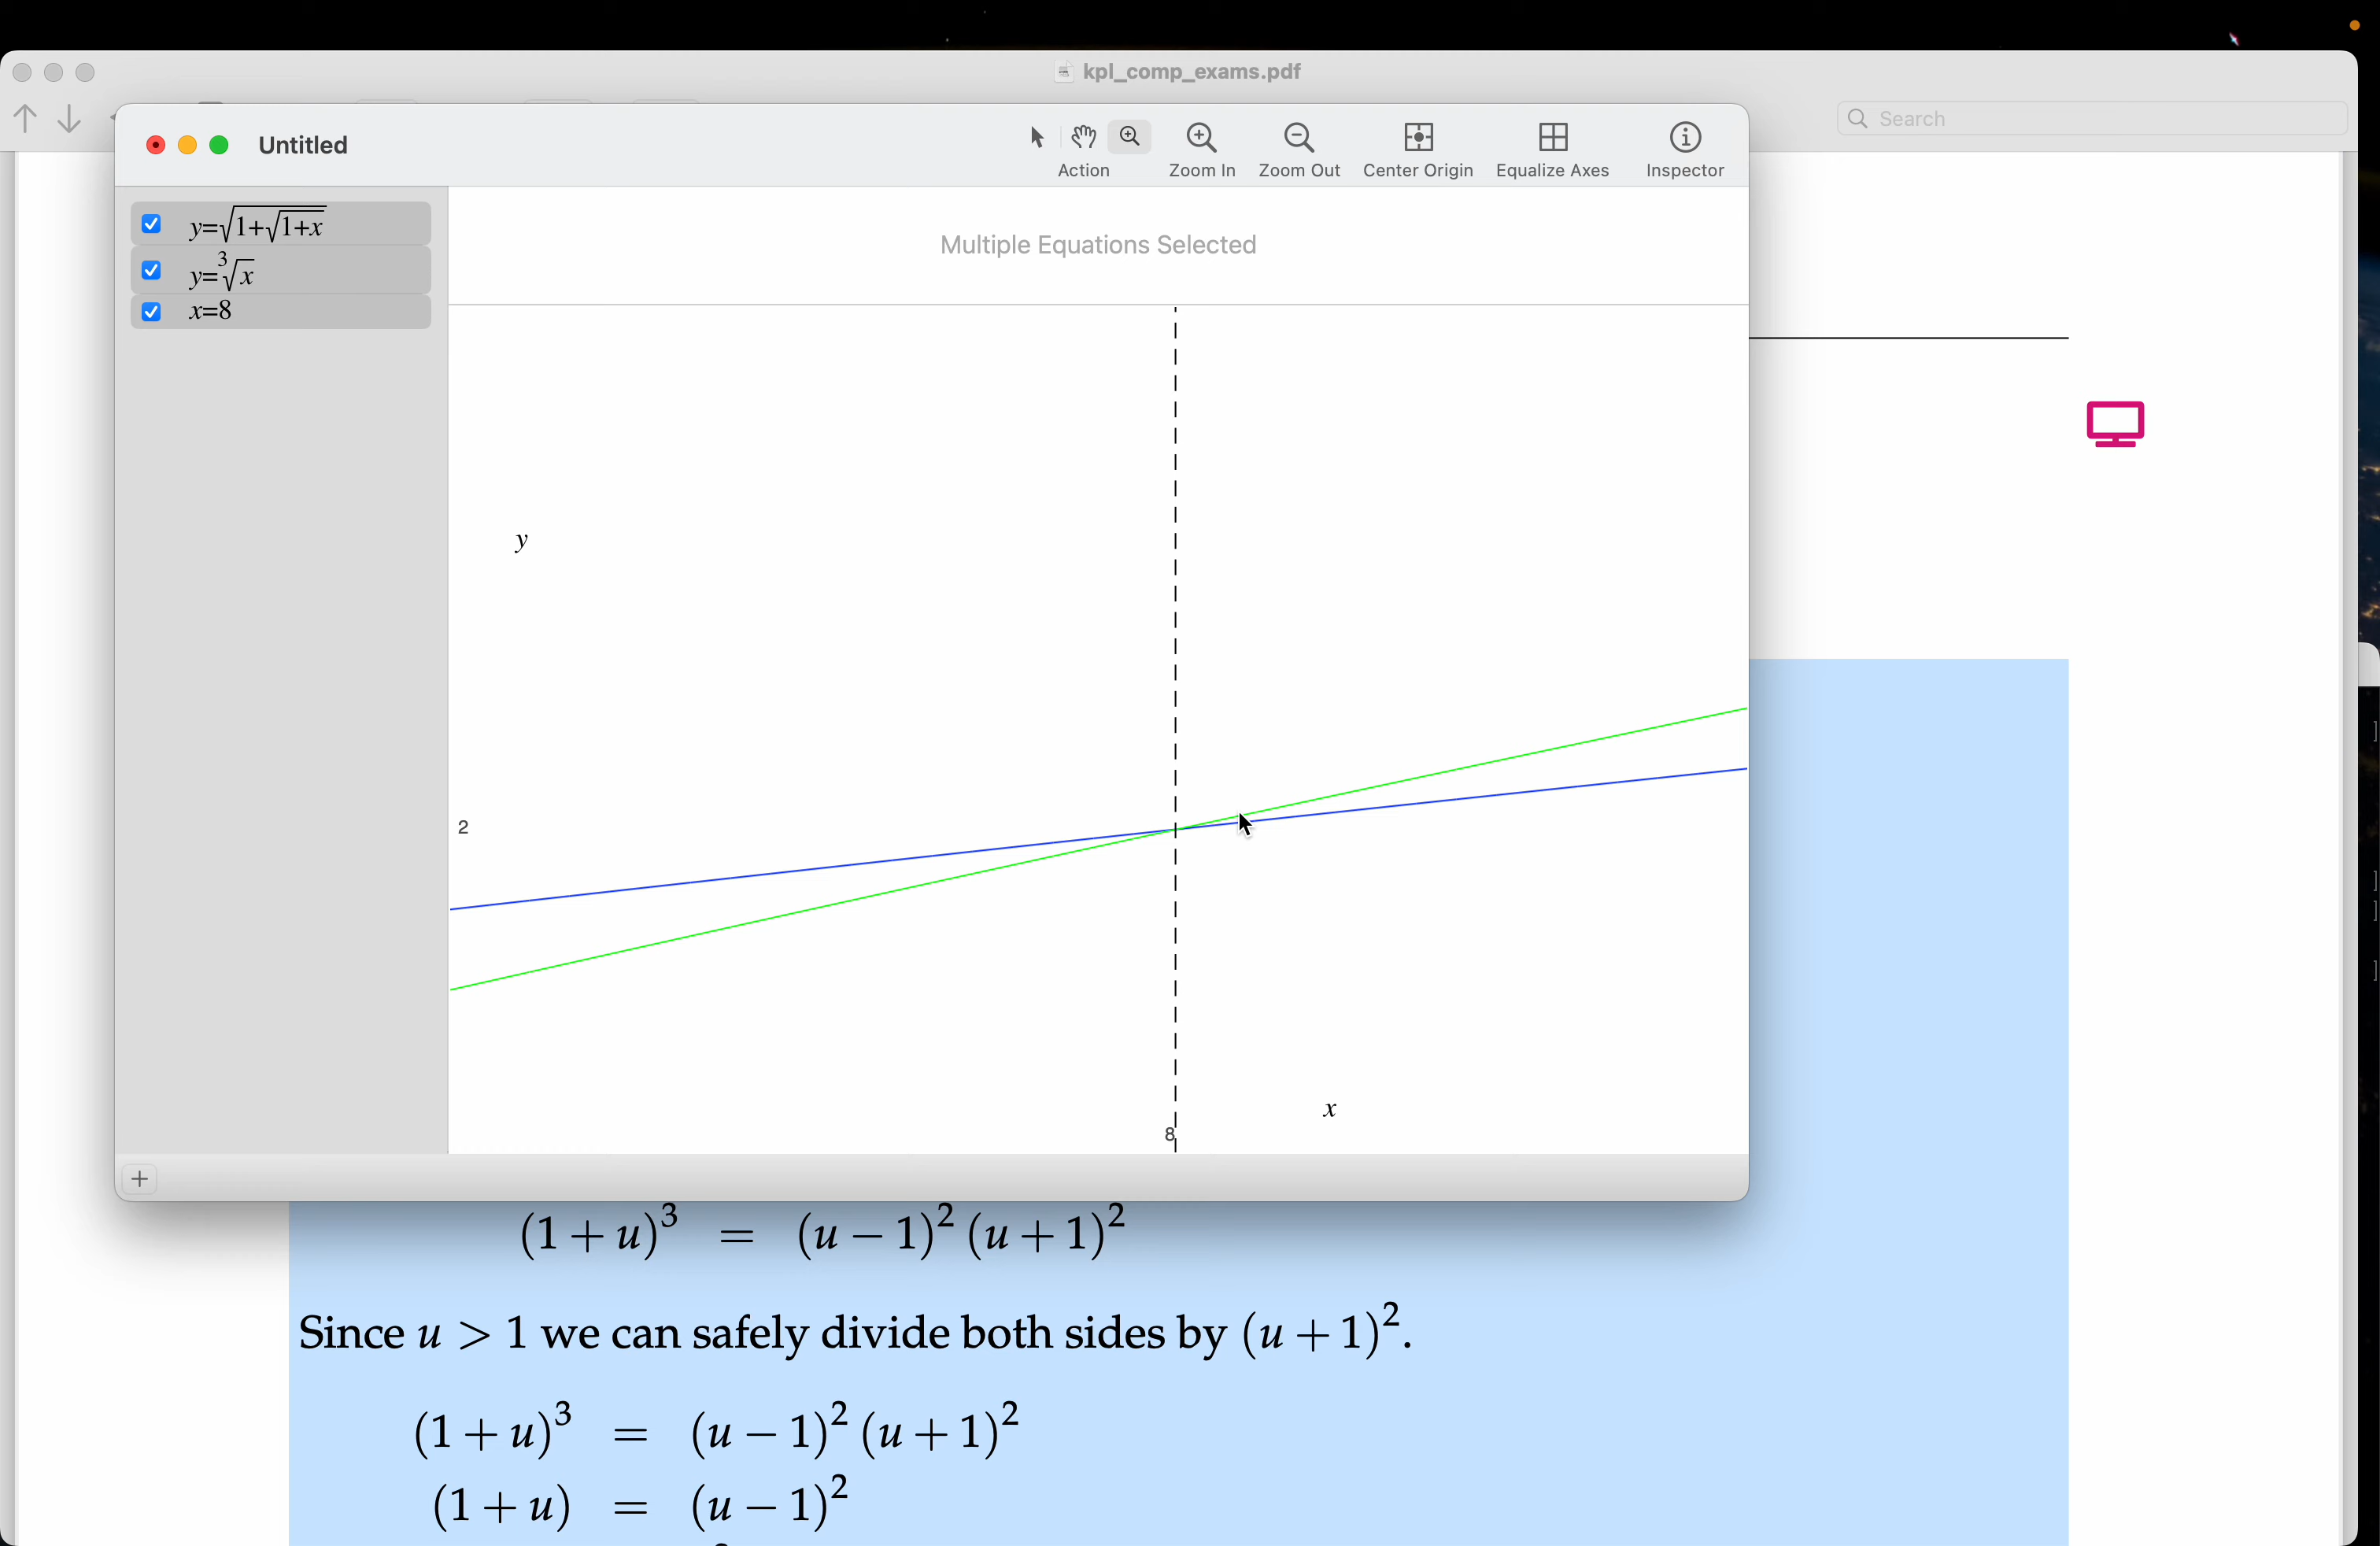 kpl_comp_exams.pdf
Search
Untitled
Action
Zoom In
Zoom Out
Center Origin
Equalize Axes
Inspector
y=√(1+√(1+x))
y=∛x
x=8
Multiple Equations Selected
y
2
x
8
(1 + u)³ = (u − 1)² (u + 1)²
Since u > 1 we can safely divide both sides by (u + 1)².
(1 + u)³ = (u − 1)² (u + 1)²
(1 + u) = (u − 1)²